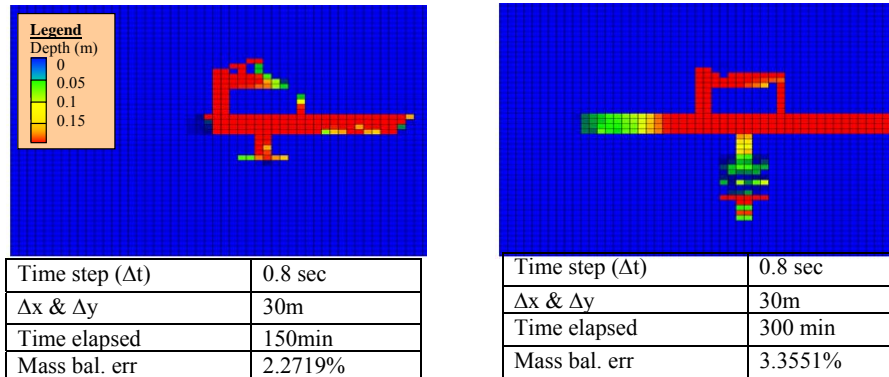 Legend
Depth (m)
0
0.05
0.1
0.15
Time step (Δt) 0.8 sec
Δx & Δy 30m
Time elapsed 150min
Mass bal. err 2.2719%
Time step (Δt) 0.8 sec
Δx & Δy 30m
Time elapsed 300 min
Mass bal. err 3.3551%